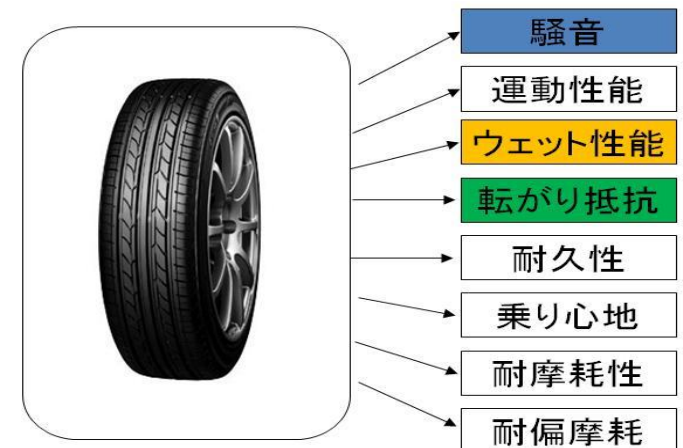 騒音
運動性能
ウェット性能
転がり抵抗
耐久性
乗り心地
耐摩耗性
耐偏摩耗